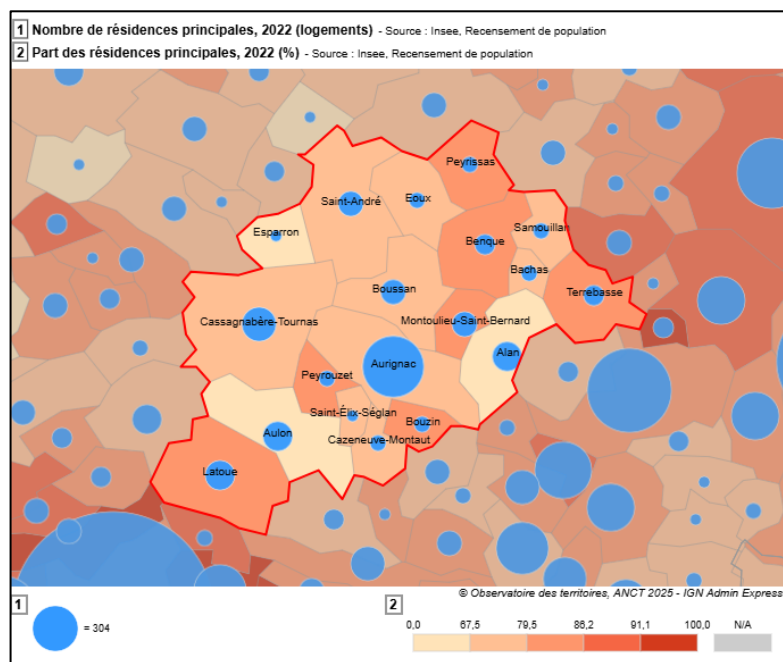 1 Nombre de résidences principales, 2022 (logements) - Source : Insee, Recensement de population
2 Part des résidences principales, 2022 (%) - Source : Insee, Recensement de population
Peyrissas
Saint-André
Eoux
Esparron
Samouillan
Benque
Bachas
Boussan
Terrebasse
Cassagnabère-Tournas
Montoulieu-Saint-Bernard
Alan
Aurignac
Peyrouzet
Saint-Élix-Séglan
Bouzin
Aulon
Cazeneuve-Montaut
Latoue
© Observatoire des territoires, ANCT 2025 - IGN Admin Express
1
= 304
2
0,0 67,5 79,5 86,2 91,1 100,0 N/A